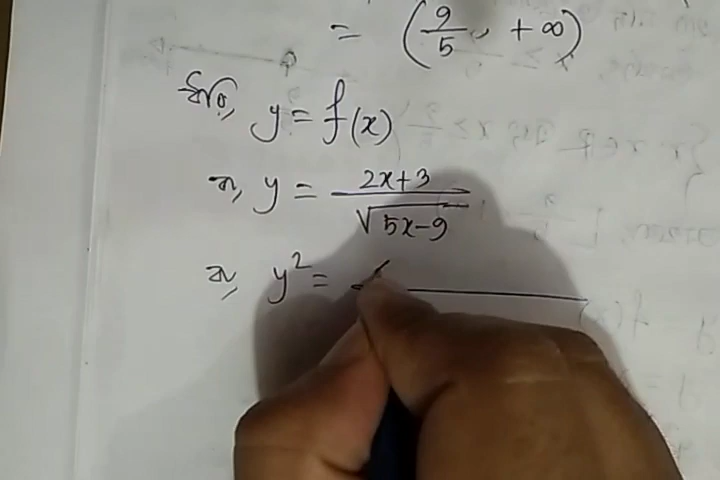 = (9/5, +∞)
ধরি, y = f(x)
বা, y = 2x+3/√5x-9
বা, y² =